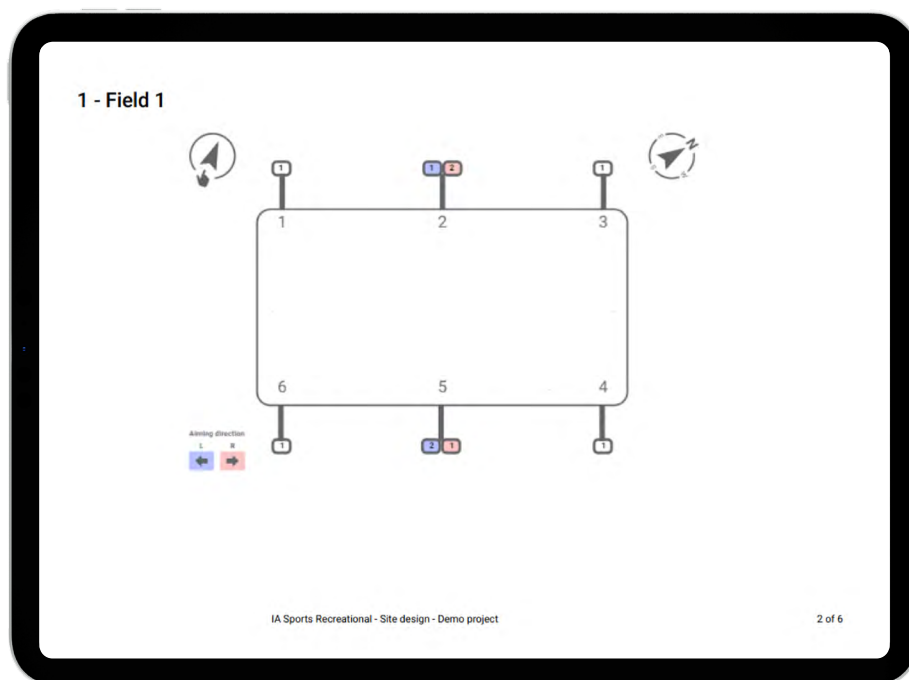 1 - Field 1
N
1
1 2
1
1
2
3
6
5
4
Aiming direction
L R
1
2 1
1
IA Sports Recreational - Site design - Demo project
2 of 6